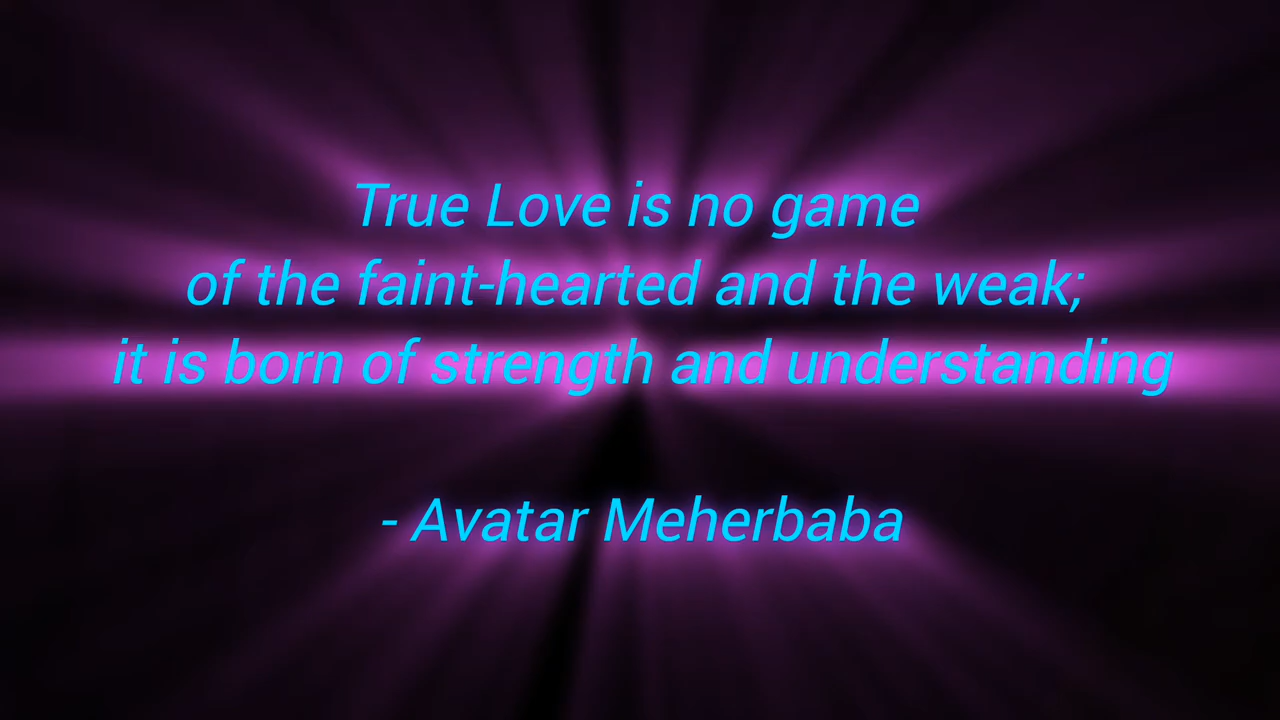 True Love is no game
of the faint-hearted and the weak;
it is born of strength and understanding
- Avatar Meherbaba